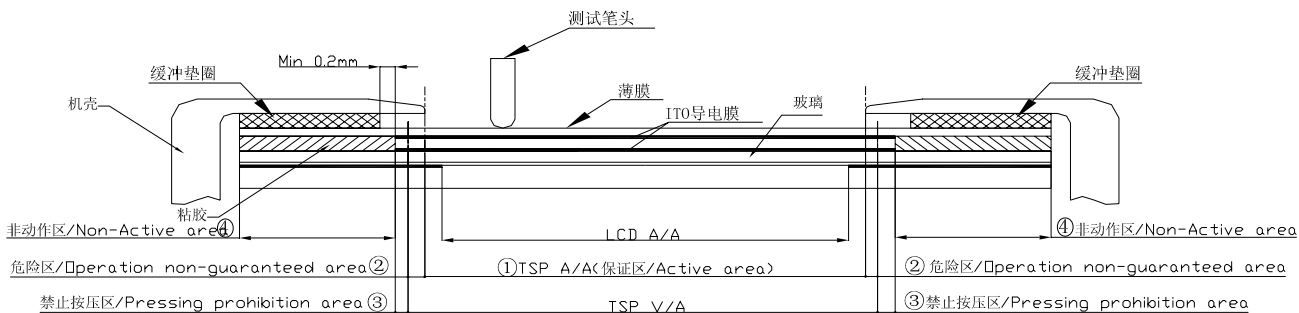 测试笔头
Min 0.2mm
缓冲垫圈
缓冲垫圈
机壳
薄膜
ITO导电膜
玻璃
粘胶
非动作区/Non-Active area④
LCD A/A
④非动作区/Non-Active area
危险区/Operation non-guaranteed area②
①TSP A/A(保证区/Active area)
② 危险区/Operation non-guaranteed area
禁止按压区/Pressing prohibition area③
TSP V/A
③禁止按压区/Pressing prohibition area